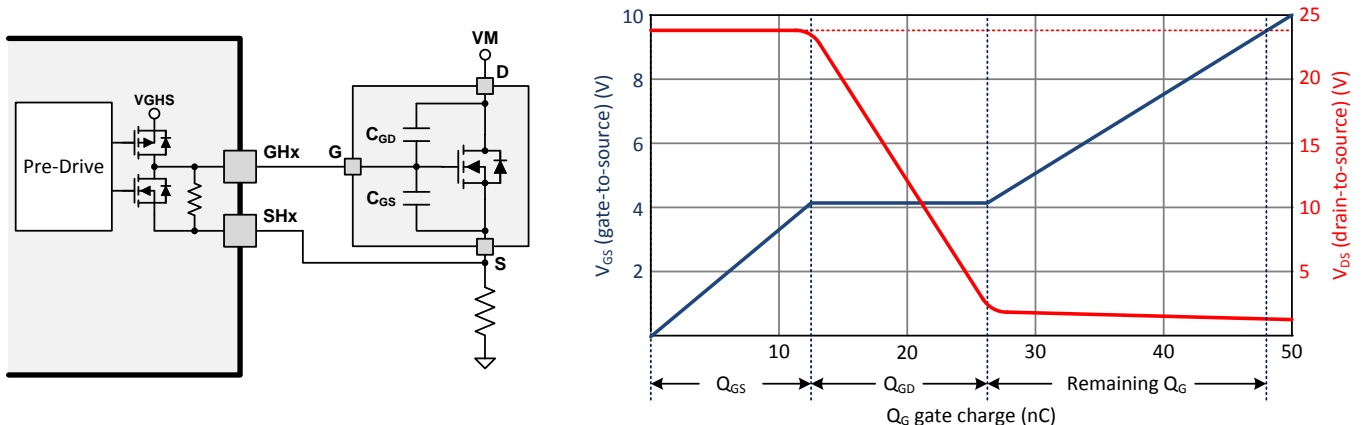 VM
D
VGHS
Pre-Drive
GHx
G
CGD
CGS
SHx
S
VGS (gate-to-source) (V)
10
8
6
4
2
25
20
15
10
5
VDS (drain-to-source) (V)
10
20
30
40
50
QGS
QGD
Remaining QG
QG gate charge (nC)